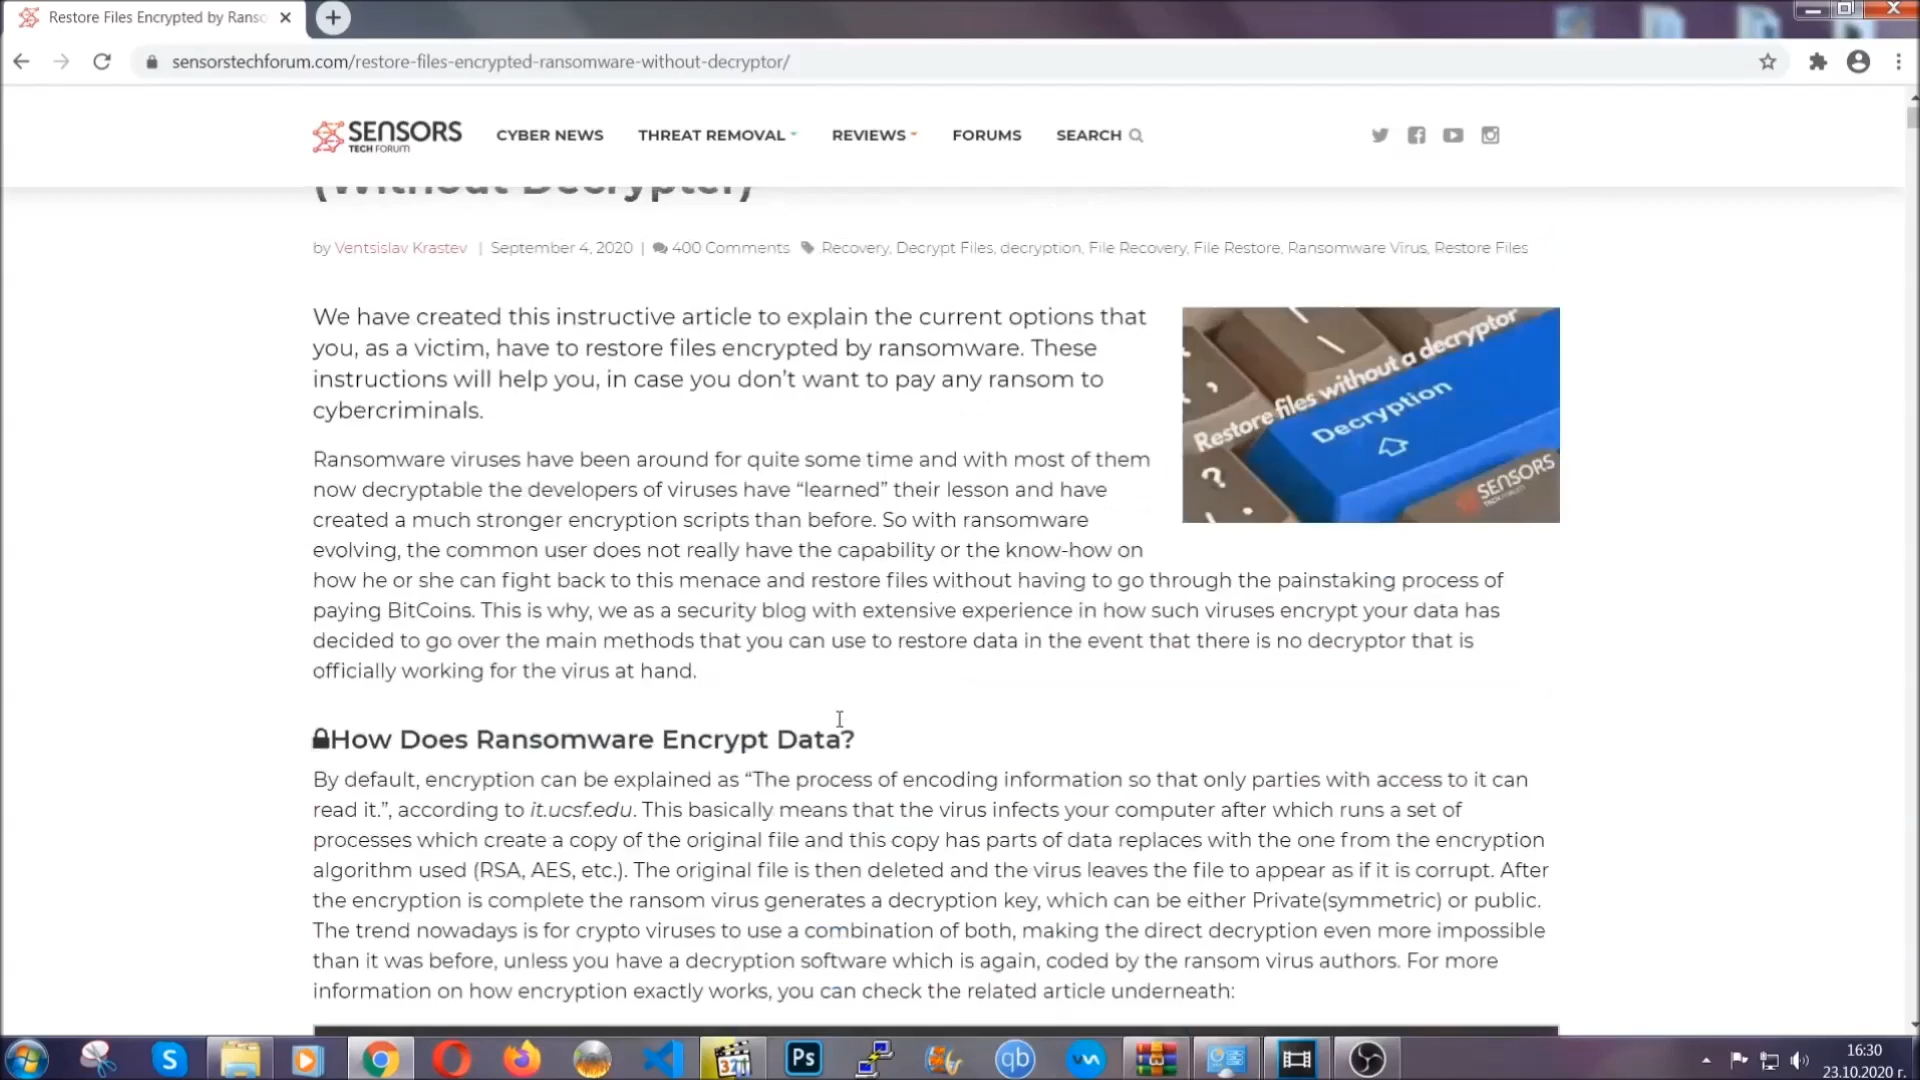 Restore Files Encrypted by Ranso
sensorstechforum.com/restore-files-encrypted-ransomware-without-decryptor/
SENSORS
TECH FORUM
CYBER NEWS THREAT REMOVAL REVIEWS FORUMS SEARCH
(Without Decrypter)
by Ventsislav Krastev | September 4, 2020 | 400 Comments Recovery, Decrypt Files, decryption, File Recovery, File Restore, Ransomware Virus, Restore Files
We have created this instructive article to explain the current options that
you, as a victim, have to restore files encrypted by ransomware. These
instructions will help you, in case you don’t want to pay any ransom to
cybercriminals.
Restore files without a decryptor
Decryption
SENSORS
TECH FORUM
Ransomware viruses have been around for quite some time and with most of them
now decryptable the developers of viruses have “learned” their lesson and have
created a much stronger encryption scripts than before. So with ransomware
evolving, the common user does not really have the capability or the know-how on
how he or she can fight back to this menace and restore files without having to go through the painstaking process of
paying BitCoins. This is why, we as a security blog with extensive experience in how such viruses encrypt your data has
decided to go over the main methods that you can use to restore data in the event that there is no decryptor that is
officially working for the virus at hand.
How Does Ransomware Encrypt Data?
By default, encryption can be explained as “The process of encoding information so that only parties with access to it can
read it.”, according to it.ucsf.edu. This basically means that the virus infects your computer after which runs a set of
processes which create a copy of the original file and this copy has parts of data replaces with the one from the encryption
algorithm used (RSA, AES, etc.). The original file is then deleted and the virus leaves the file to appear as if it is corrupt. After
the encryption is complete the ransom virus generates a decryption key, which can be either Private(symmetric) or public.
The trend nowadays is for crypto viruses to use a combination of both, making the direct decryption even more impossible
than it was before, unless you have a decryption software which is again, coded by the ransom virus authors. For more
information on how encryption exactly works, you can check the related article underneath:
321
Ps
qb
16:30
23.10.2020 г.